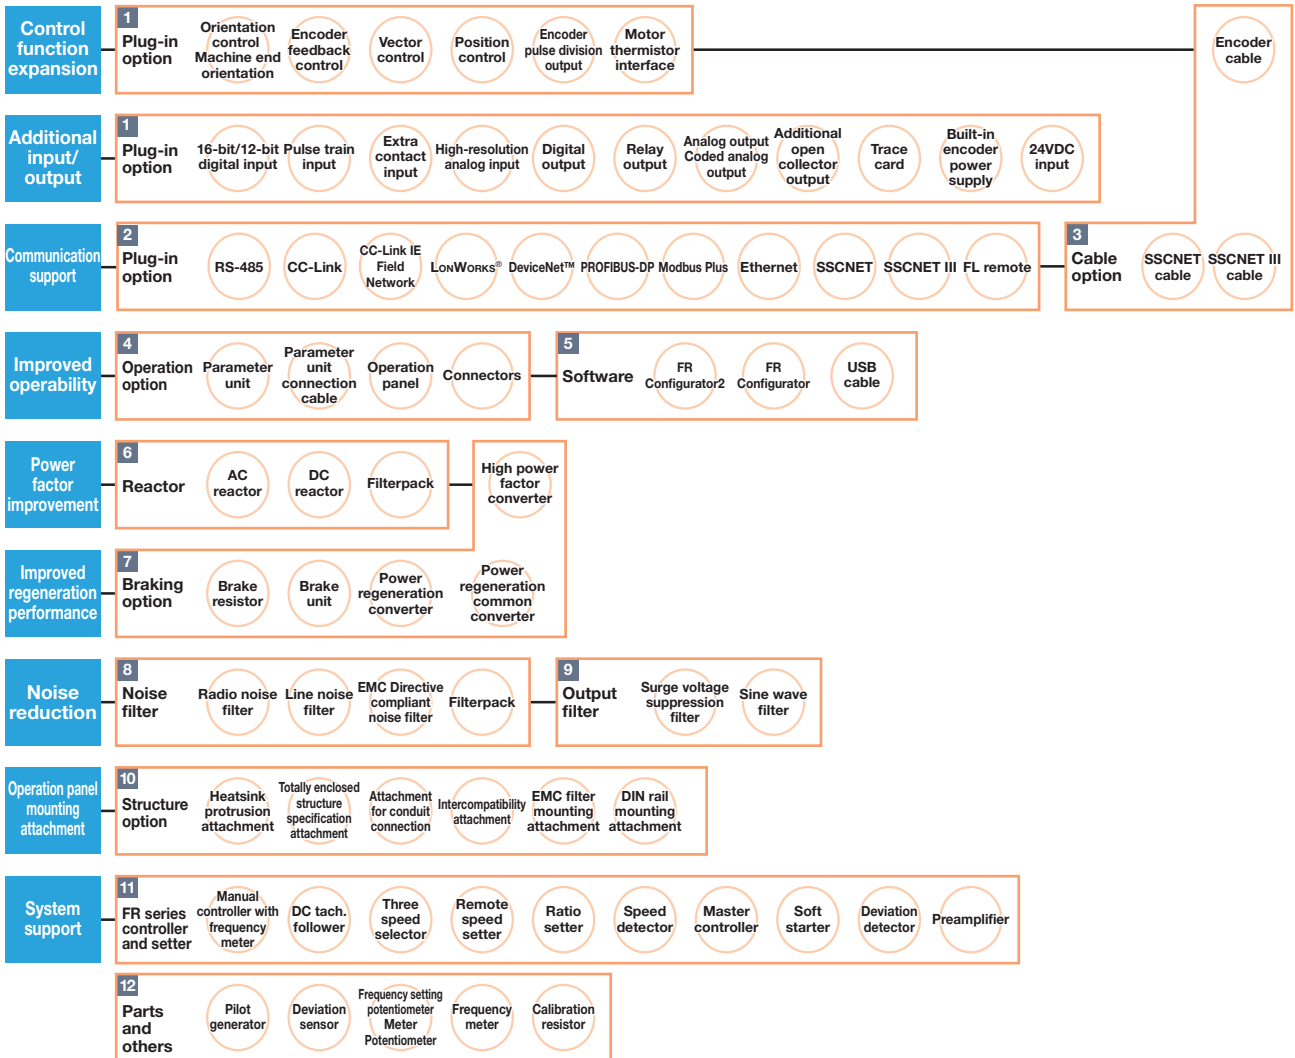 Control
function
expansion
1
Plug-in
option
Orientation
control
Machine end
orientation
Encoder
feedback
control
Vector
control
Position
control
Encoder
pulse division
output
Motor
thermistor
interface
Encoder
cable
Additional
input/
output
1
Plug-in
option
16-bit/12-bit
digital input
Pulse train
input
Extra
contact
input
High-resolution
analog input
Digital
output
Relay
output
Analog output
Coded analog
output
Additional
open
collector
output
Trace
card
Built-in
encoder
power
supply
24VDC
input
Communication
support
2
Plug-in
option
RS-485
CC-Link
CC-Link IE
Field
Network
LONWORKS®
DeviceNet™
PROFIBUS-DP
Modbus Plus
Ethernet
SSCNET
SSCNET III
FL remote
3
Cable
option
SSCNET
cable
SSCNET III
cable
Improved
operability
4
Operation
option
Parameter
unit
Parameter
unit
connection
cable
Operation
panel
Connectors
5
Software
FR
Configurator2
FR
Configurator
USB
cable
Power
factor
improvement
6
Reactor
AC
reactor
DC
reactor
Filterpack
High power
factor
converter
Improved
regeneration
performance
7
Braking
option
Brake
resistor
Brake
unit
Power
regeneration
converter
Power
regeneration
common
converter
Noise
reduction
8
Noise
filter
Radio noise
filter
Line noise
filter
EMC Directive
compliant
noise filter
Filterpack
9
Output
filter
Surge voltage
suppression
filter
Sine wave
filter
Operation panel
mounting
attachment
10
Structure
option
Heatsink
protrusion
attachment
Totally enclosed
structure
specification
attachment
Attachment
for conduit
connection
Intercompatibility
attachment
EMC filter
mounting
attachment
DIN rail
mounting
attachment
System
support
11
FR series
controller
and setter
Manual
controller with
frequency
meter
DC tach.
follower
Three
speed
selector
Remote
speed
setter
Ratio
setter
Speed
detector
Master
controller
Soft
starter
Deviation
detector
Preamplifier
12
Parts
and
others
Pilot
generator
Deviation
sensor
Frequency setting
potentiometer
Meter
Potentiometer
Frequency
meter
Calibration
resistor